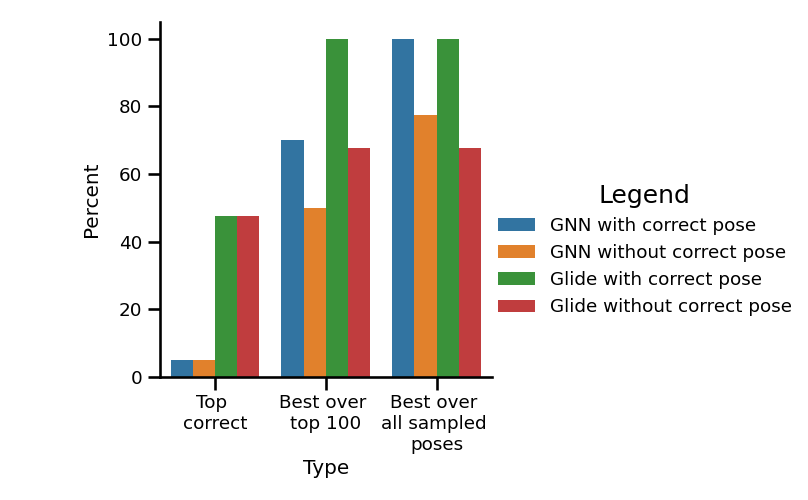 100
80
60
40
20
0
Percent
Top
correct
Best over
top 100
Best over
all sampled
poses
Type
Legend
GNN with correct pose
GNN without correct pose
Glide with correct pose
Glide without correct pose